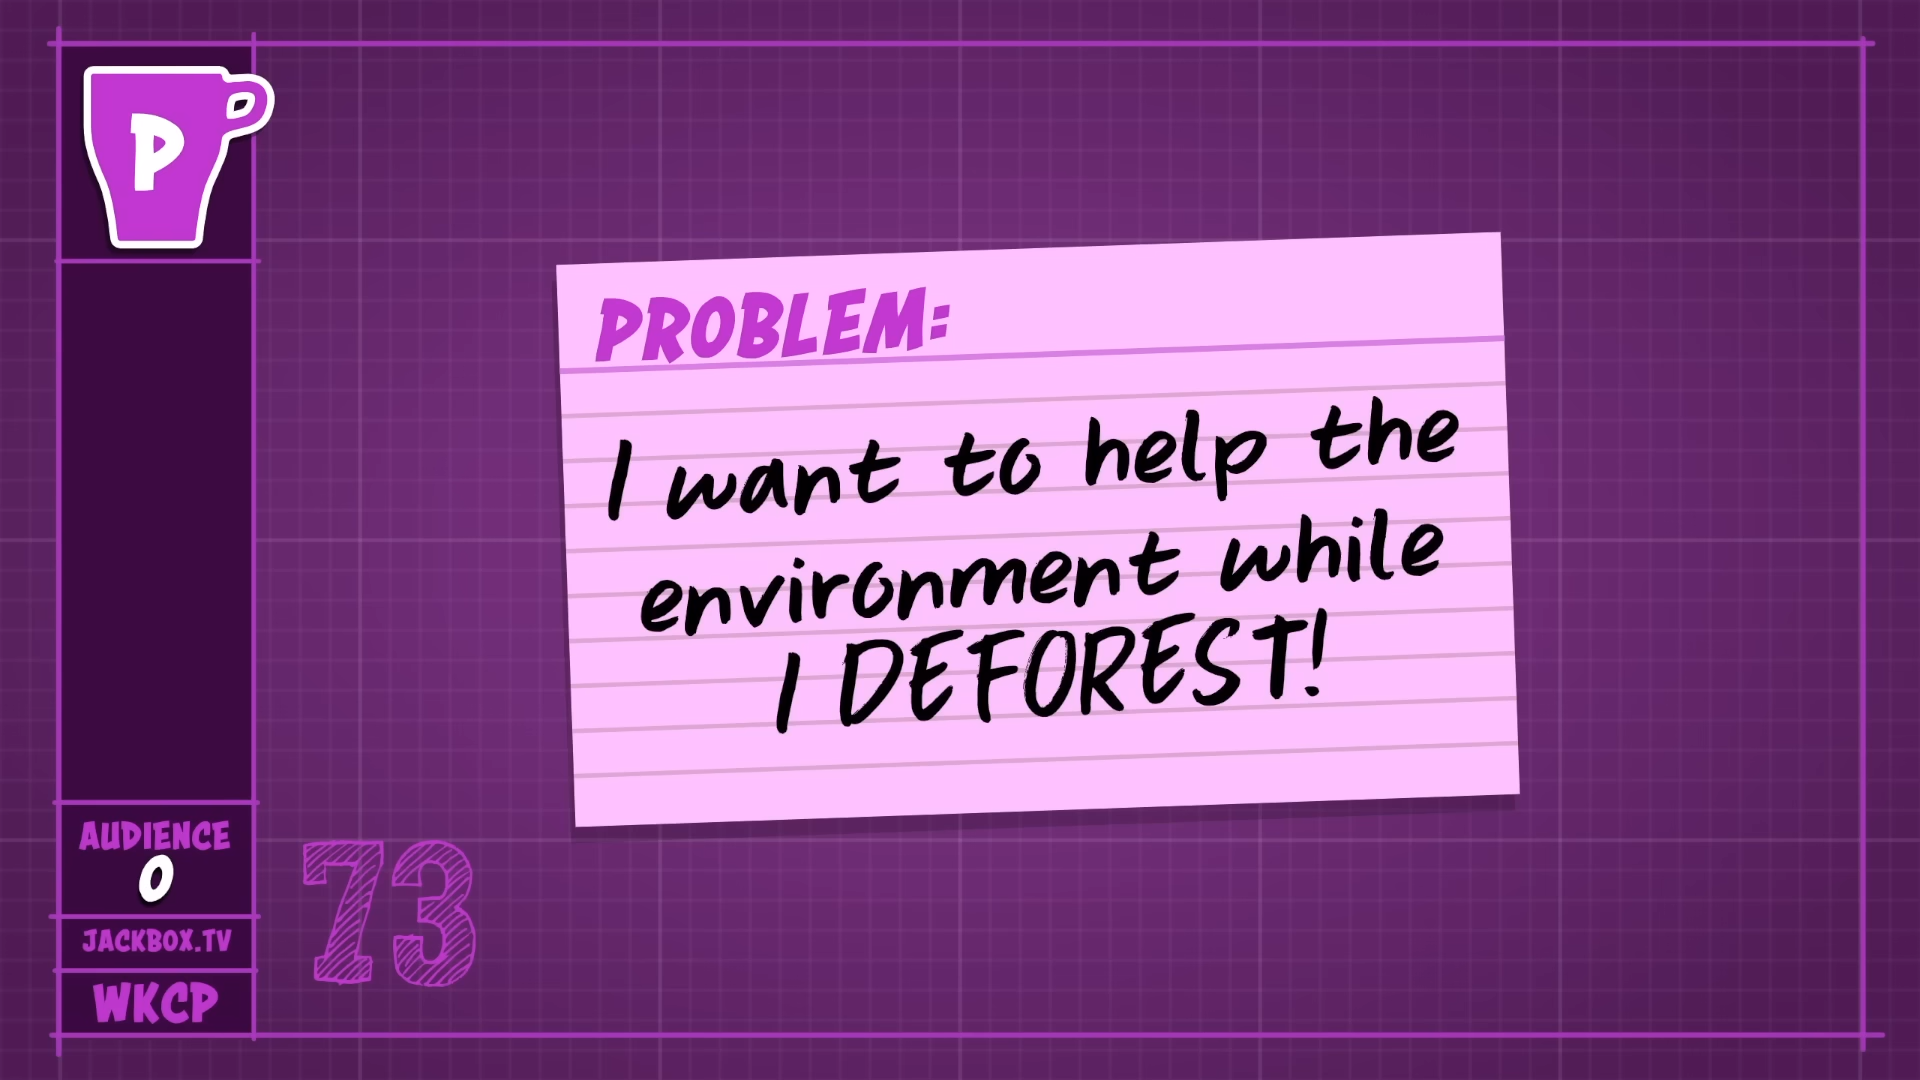 P
PROBLEM:
I want to help the
environment while
I DEFOREST!
AUDIENCE
0
JACKBOX.TV
WKCP
73